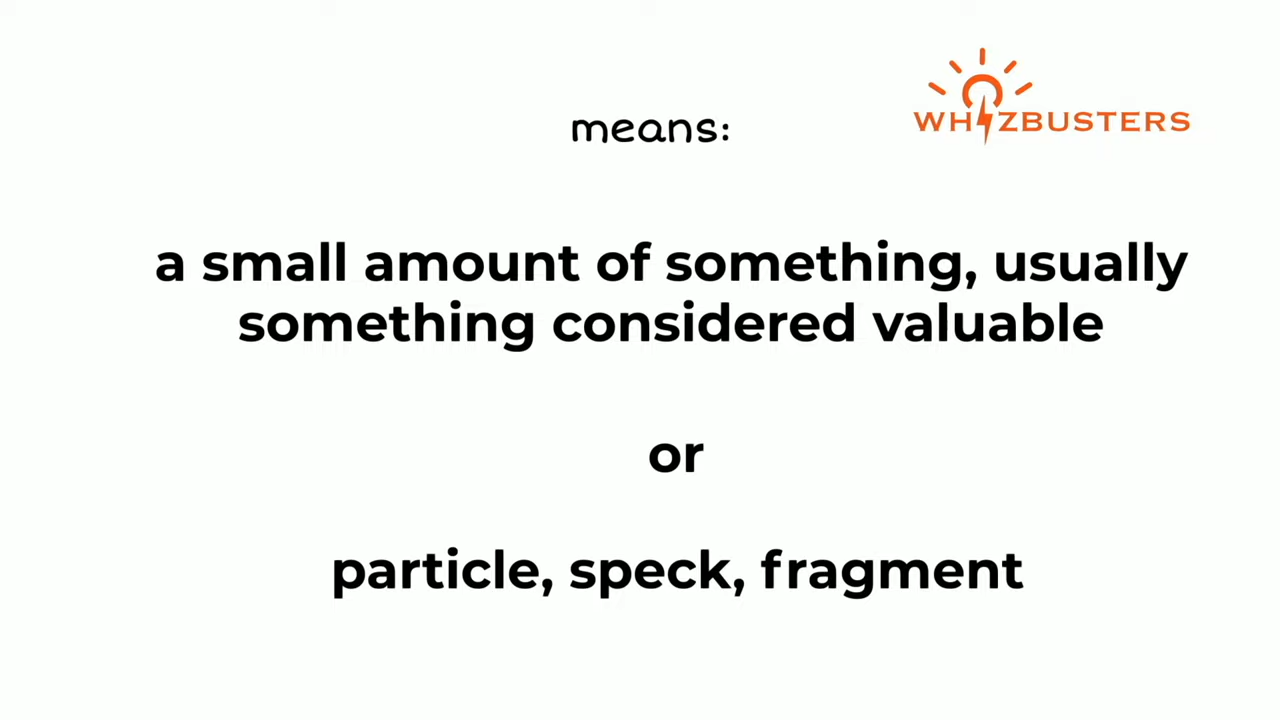 WHIZBUSTERS
means:
a small amount of something, usually
something considered valuable
or
particle, speck, fragment